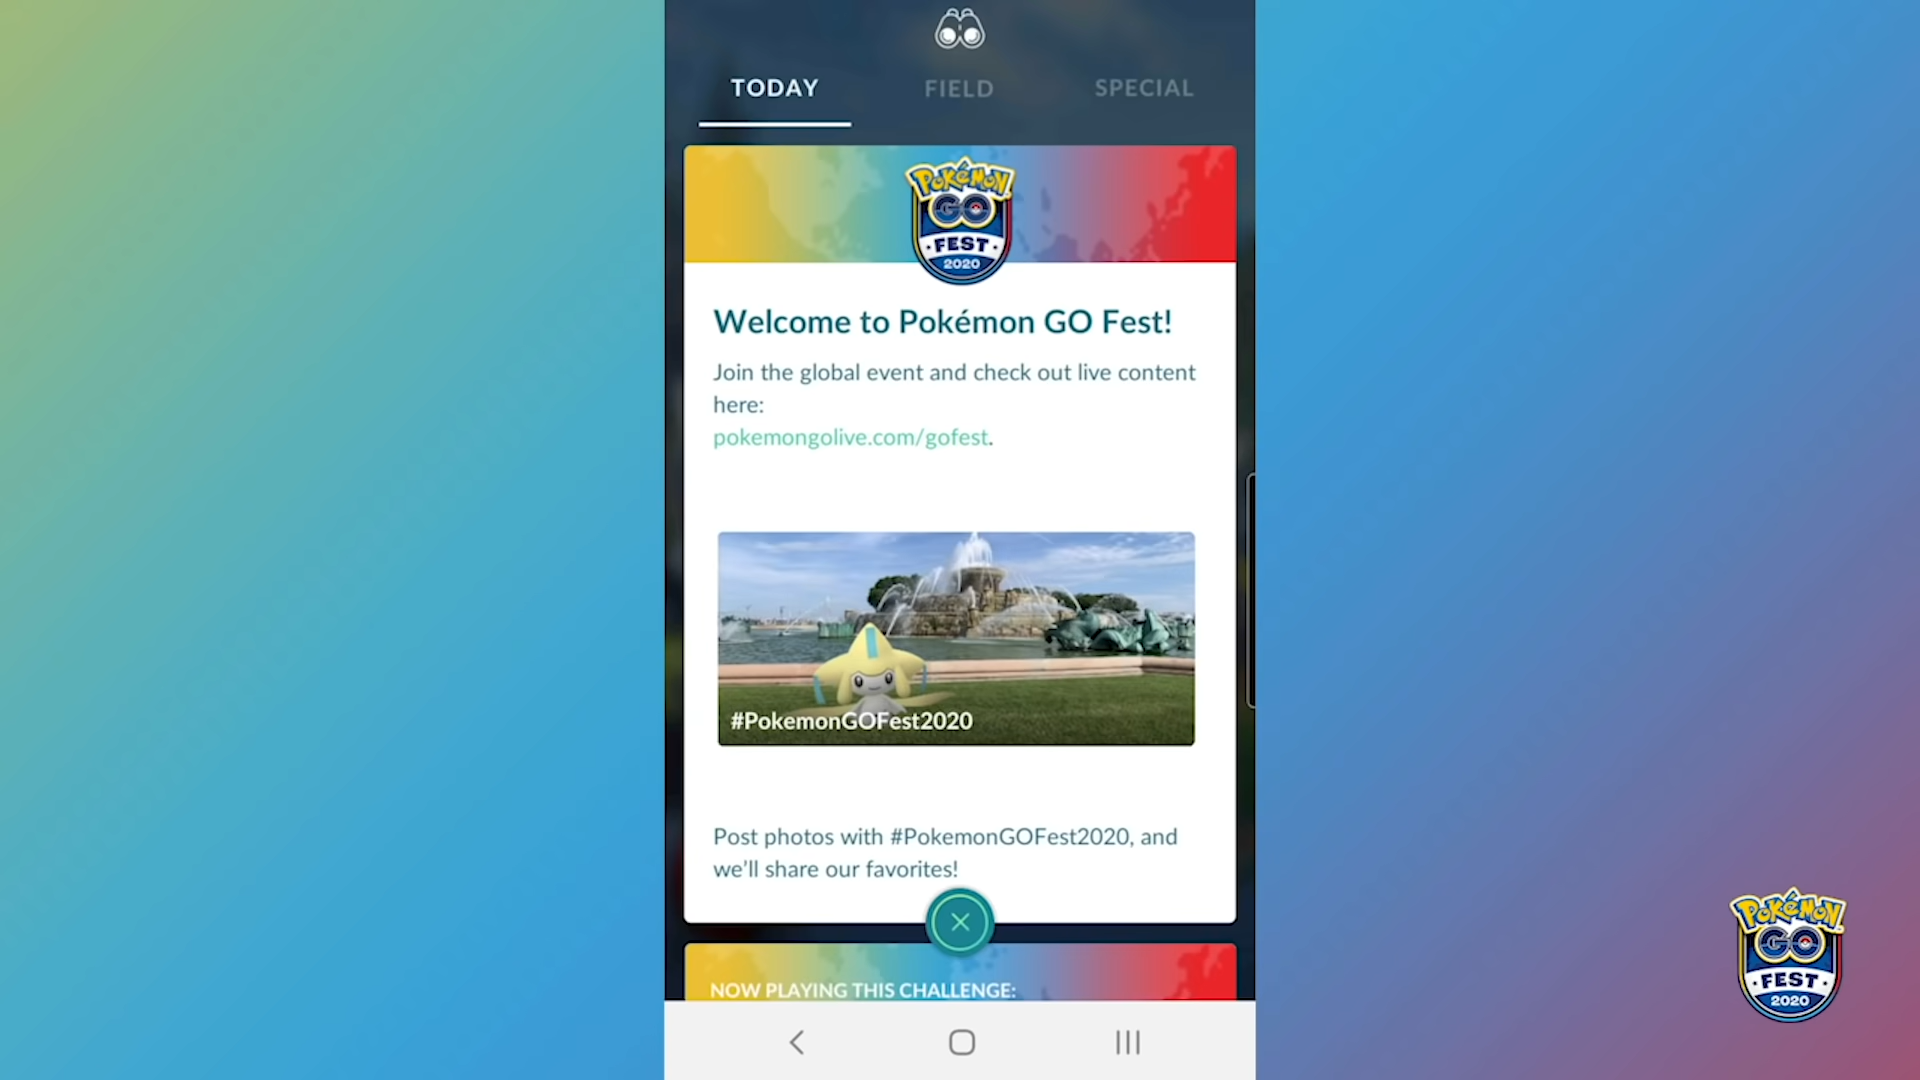 TODAY
FIELD
SPECIAL
POKéMON
GO
FEST
2020
Welcome to Pokémon GO Fest!
Join the global event and check out live content
here:
pokemongolive.com/gofest.
#PokemonGOFest2020
Post photos with #PokemonGOFest2020, and
we'll share our favorites!
NOW PLAYING THIS CHALLENGE:
POKéMON
GO
FEST
2020